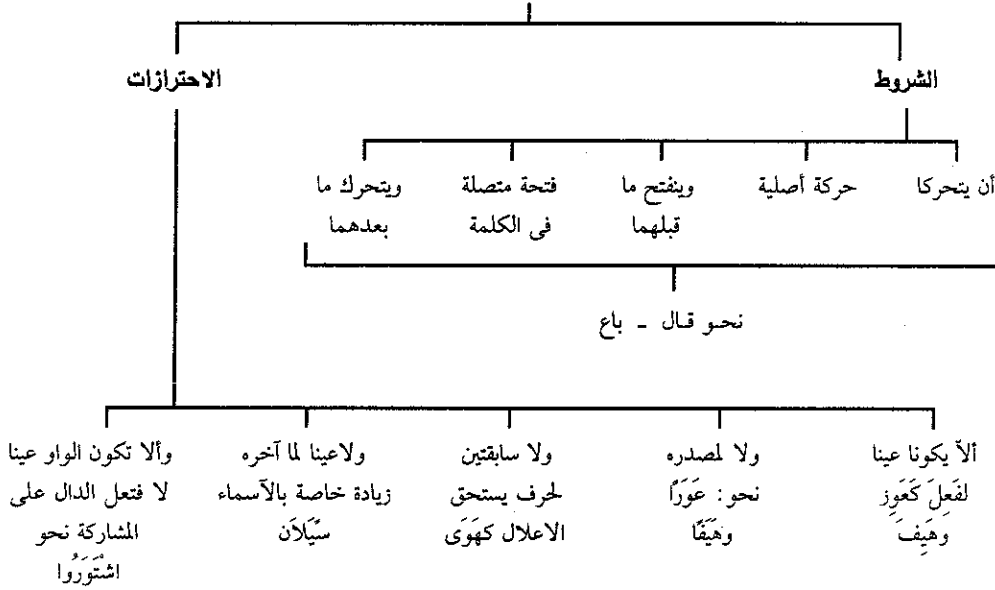 الشروط
الاحترازات
أن يتحركا
حركة أصلية
وينفتح ما
قبلهما
فتحة متصلة
فى الكلمة
ويتحرك ما
بعدهما
نحو قال - باع
ألاّ يكونا عينا
لفَعِلَ كَعَوِز
وهَيِفَ
ولا لمصدره
نحو: عَوَرًا
وهَيَفًا
ولا سابقتين
لحرف يستحق
الاعلال كهَوَى
ولاعينا لما آخره
زيادة خاصة بالآسماء
سَيَلاَن
وألا تكون الواو عينا
لا فتعل الدال على
المشاركة نحو
اشْتَوَرُوا